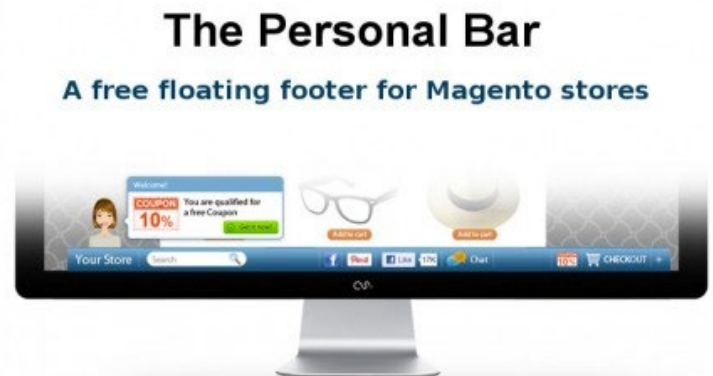 The Personal Bar
A free floating footer for Magento stores
Welcome!
COUPON
10%
You are qualified for
a free Coupon
Get it now!
Add to cart
Add to cart
Your Store
Search
f
Pin it
Like
17K
Chat
10%
CHECKOUT
+